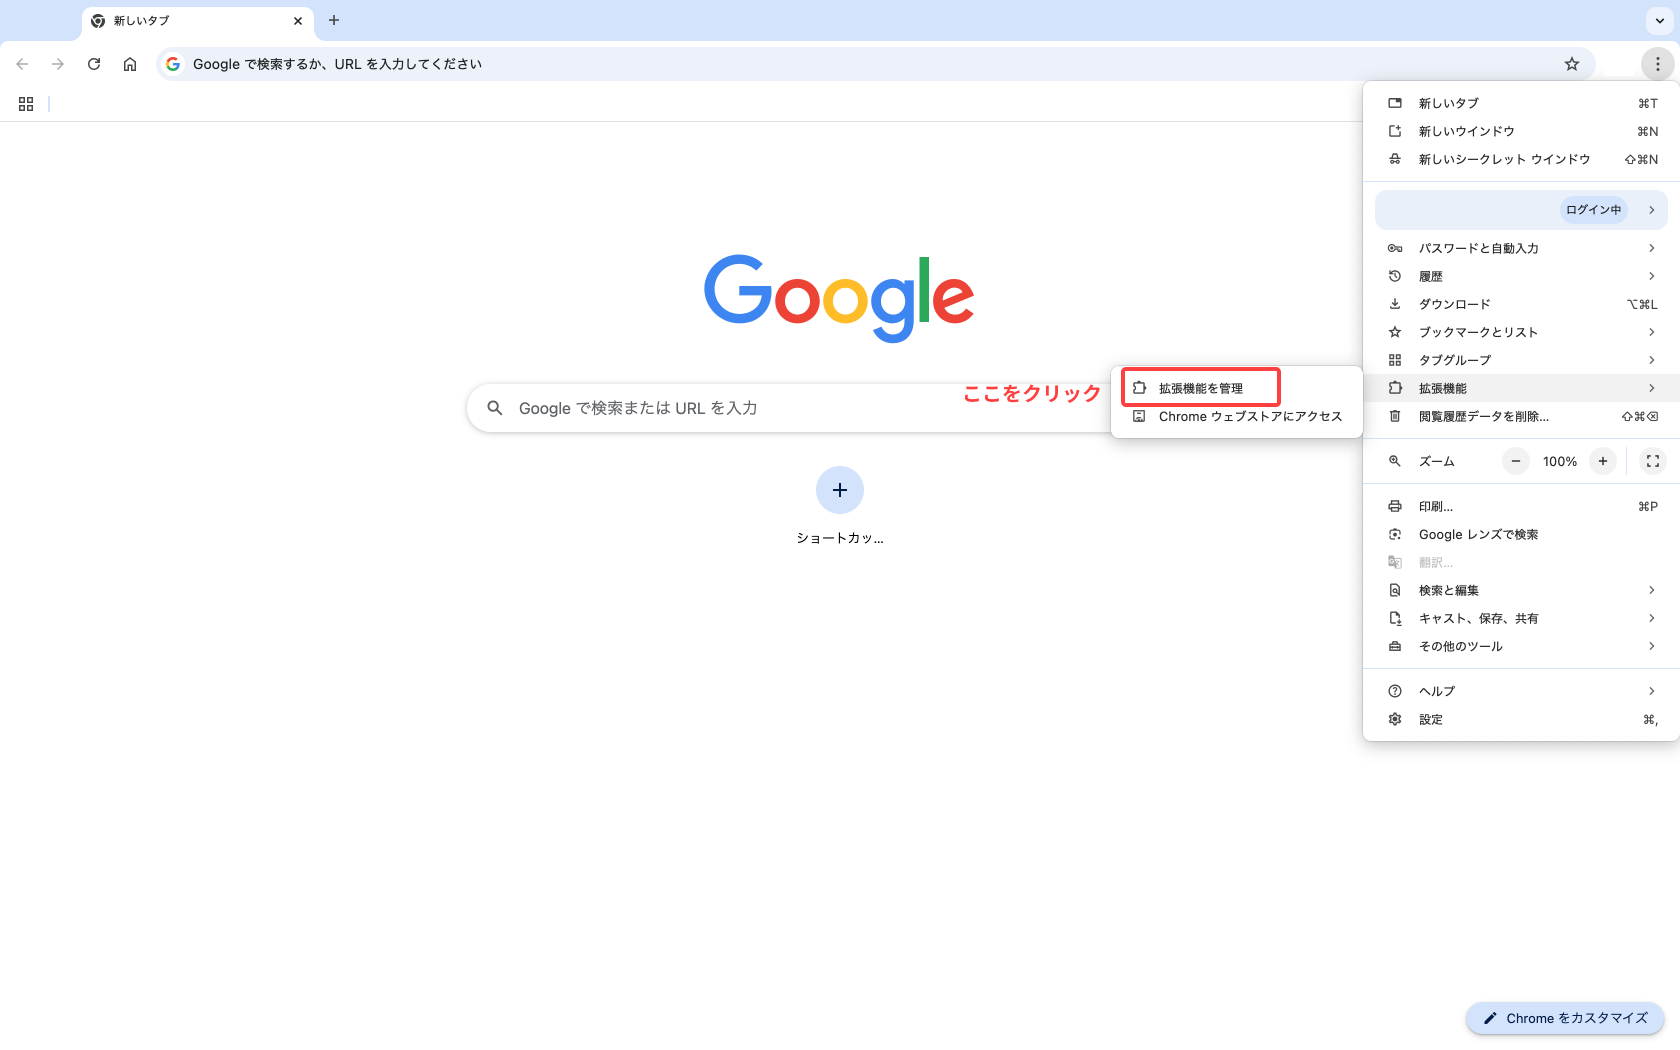 新しいタブ
Google で検索するか、URL を入力してください
新しいタブ ⌘T
新しいウインドウ ⌘N
新しいシークレット ウインドウ ⇧⌘N
ログイン中
パスワードと自動入力
履歴
ダウンロード ⌥⌘L
ブックマークとリスト
タブグループ
拡張機能
閲覧履歴データを削除... ⇧⌘⌫
ズーム − 100% +
印刷... ⌘P
Google レンズで検索
翻訳...
検索と編集
キャスト、保存、共有
その他のツール
ヘルプ
設定 ⌘,
拡張機能を管理
Chrome ウェブストアにアクセス
ここをクリック
Google
Google で検索または URL を入力
ショートカッ...
Chrome をカスタマイズ